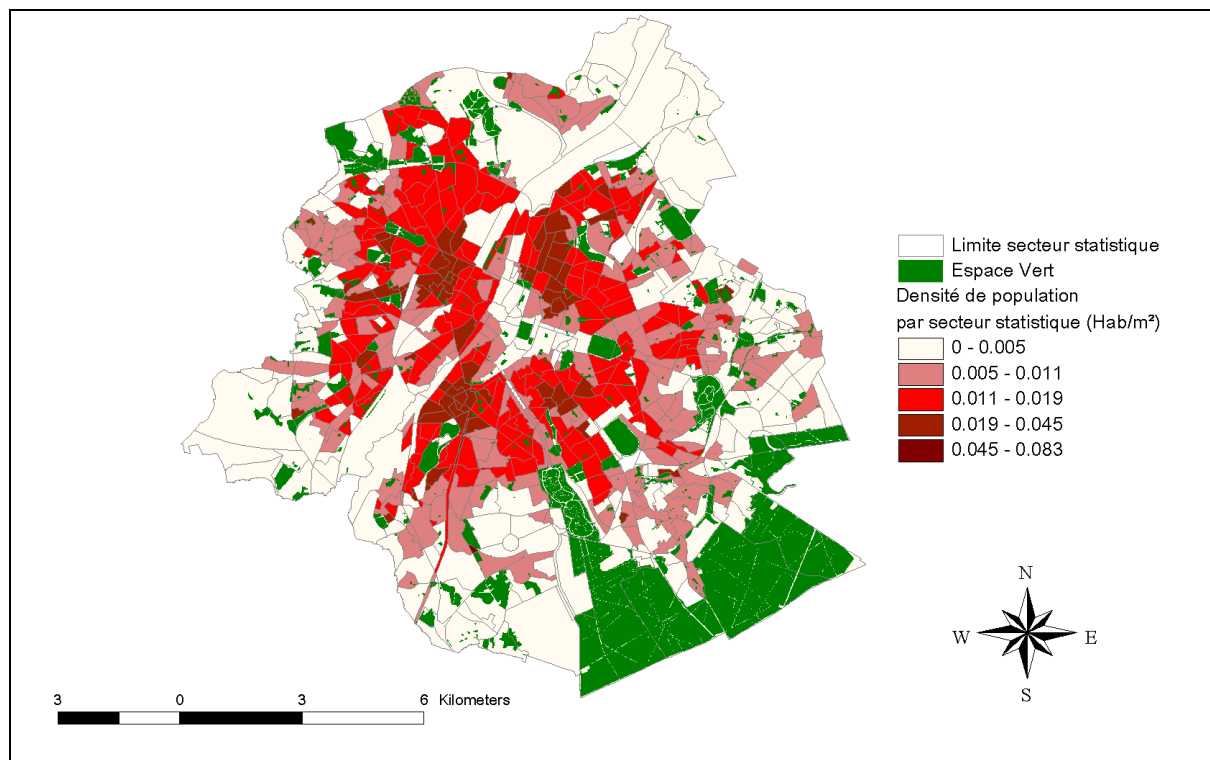 Limite secteur statistique
Espace Vert
Densité de population
par secteur statistique (Hab/m²)
0 - 0.005
0.005 - 0.011
0.011 - 0.019
0.019 - 0.045
0.045 - 0.083
N
W E
S
3 0 3 6 Kilometers